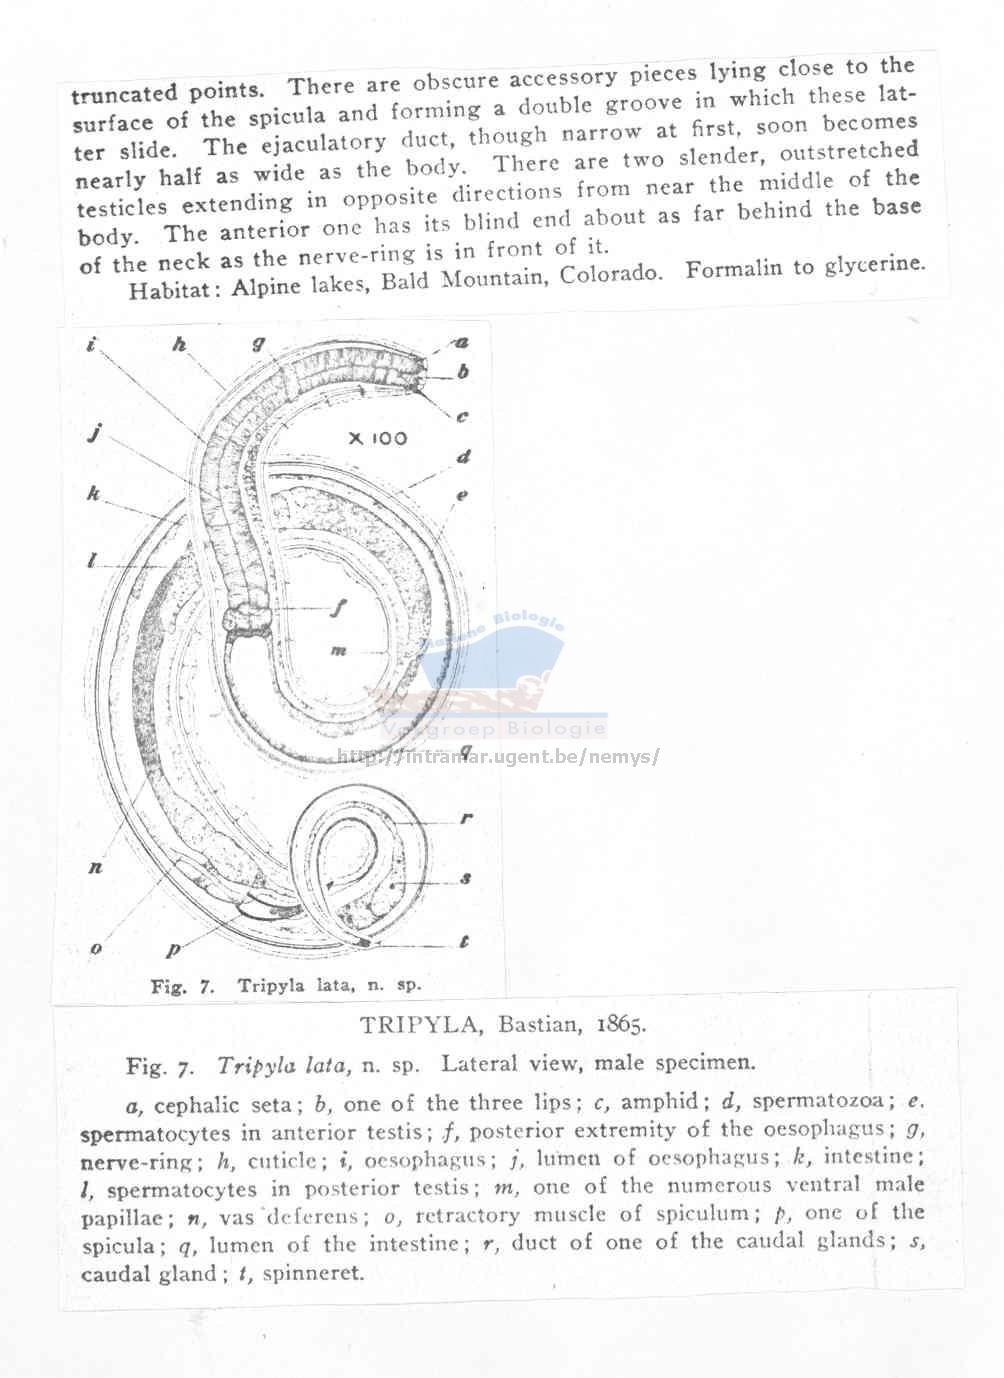 truncated points. There are obscure accessory pieces lying close to the
surface of the spicula and forming a double groove in which these lat-
ter slide. The ejaculatory duct, though narrow at first, soon becomes
nearly half as wide as the body. There are two slender, outstretched
testicles extending in opposite directions from near the middle of the
body. The anterior one has its blind end about as far behind the base
of the neck as the nerve-ring is in front of it.
Habitat: Alpine lakes, Bald Mountain, Colorado. Formalin to glycerine.
i
h
g
a
b
c
j
X 100
d
k
e
l
f
m
Mariene Biologie
Vakgroep Biologie
http://intramar.ugent.be/nemys/
q
r
n
s
o
p
t
Fig. 7. Tripyla lata, n. sp.
TRIPYLA, Bastian, 1865.
Fig. 7. Tripyla lata, n. sp. Lateral view, male specimen.
a, cephalic seta; b, one of the three lips; c, amphid; d, spermatozoa; e.
spermatocytes in anterior testis; f, posterior extremity of the oesophagus; g,
nerve-ring; h, cuticle; i, oesophagus; j, lumen of oesophagus; k, intestine;
l, spermatocytes in posterior testis; m, one of the numerous ventral male
papillae; n, vas deferens; o, retractory muscle of spiculum; p, one of the
spicula; q, lumen of the intestine; r, duct of one of the caudal glands; s,
caudal gland; t, spinneret.